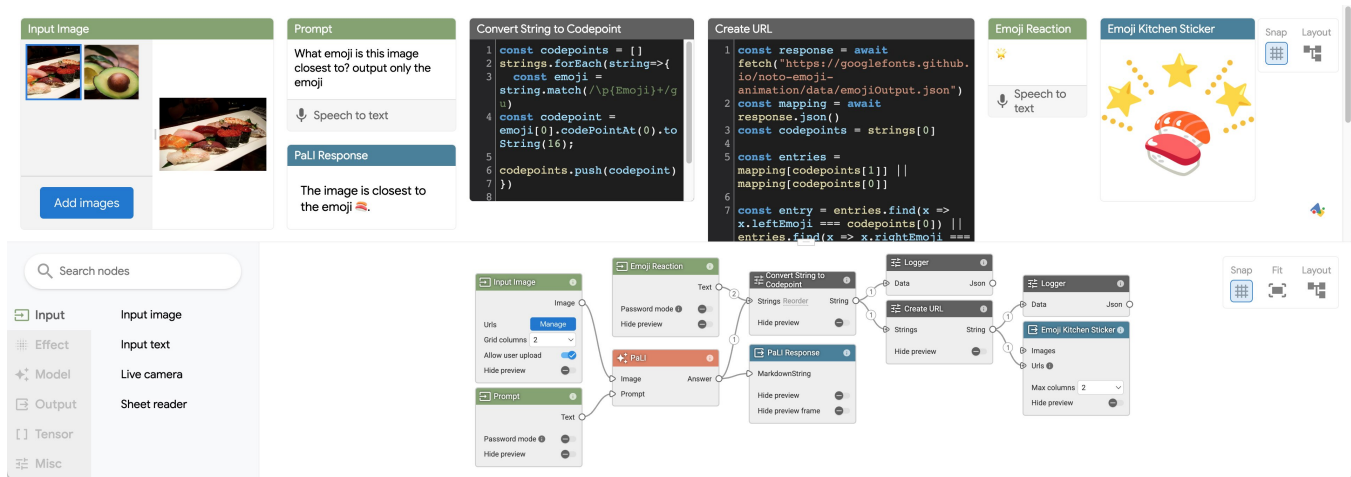 Input Image
Add images
Prompt
What emoji is this image
closest to? output only the
emoji
Speech to text
PaLI Response
The image is closest to
the emoji 🍣.
Convert String to Codepoint
1 const codepoints = []
2 strings.forEach(string=>{
3 const emoji =
string.match(/\p{Emoji}+/g
u)
4 const codepoint =
emoji[0].codePointAt(0).to
String(16);
5
6 codepoints.push(codepoint)
7 })
8
Create URL
1 const response = await
fetch("https://googlefonts.github.
io/noto-emoji-
animation/data/emojiOutput.json")
2 const mapping = await
response.json()
3 const codepoints = strings[0]
4
5 const entries =
mapping[codepoints[1]] ||
mapping[codepoints[0]]
6
7 const entry = entries.find(x =>
x.leftEmoji === codepoints[0]) ||
entries.find(x => x.rightEmoji ===
Emoji Reaction
🌟
Speech to
text
Emoji Kitchen Sticker
Snap Layout
Search nodes
Input
Effect
Model
Output
[ ] Tensor
Misc
Input image
Input text
Live camera
Sheet reader
Input Image
Image
Urls Manage
Grid columns 2
Allow user upload
Hide preview
Prompt
Text
Password mode
Hide preview
Emoji Reaction
Text
Password mode
Hide preview
PaLI
Image Answer
Prompt
2
1
Convert String to
Codepoint
Strings Reorder String
Hide preview
PaLI Response
MarkdownString
Hide preview
Hide preview frame
1
1
Logger
Data Json
Create URL
Strings String
Hide preview
1
1
Logger
Data Json
Emoji Kitchen Sticker
Images
Urls
Max columns 2
Hide preview
Snap Fit Layout